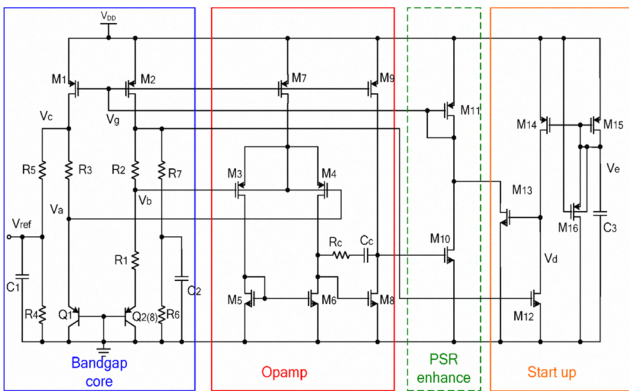 V_DD
M1
M2
M7
M9
M11
M14
M15
Vc
Vg
R5
R3
R2
R7
M3
M4
M13
M16
Ve
C3
Va
Vb
Vref
Rc
Cc
M10
Vd
C1
R1
C2
R4
Q1
Q2(8)
R6
M5
M6
M8
M12
Bandgap
core
Opamp
PSR
enhance
Start up